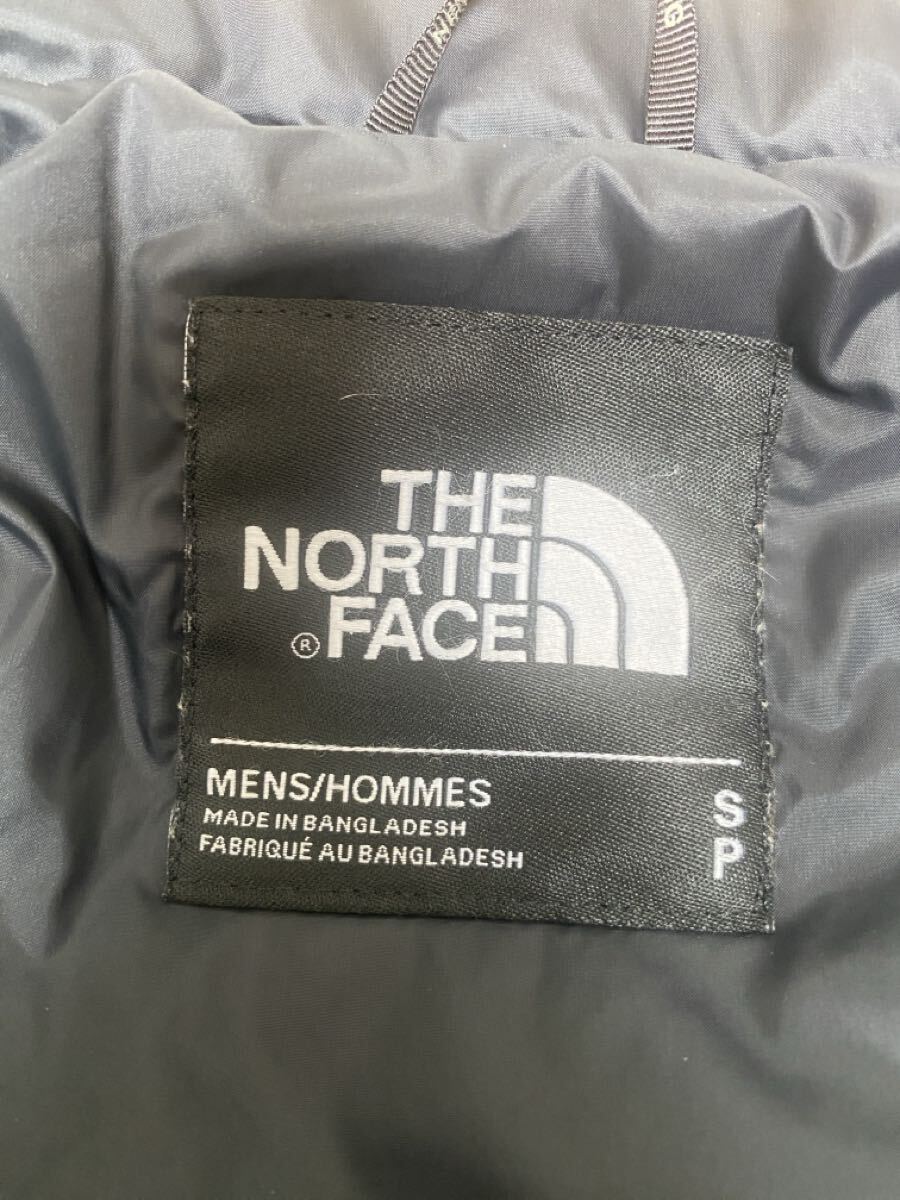 THE
NORTH
® FACE
MENS/HOMMES
MADE IN BANGLADESH
FABRIQUÉ AU BANGLADESH
S
P